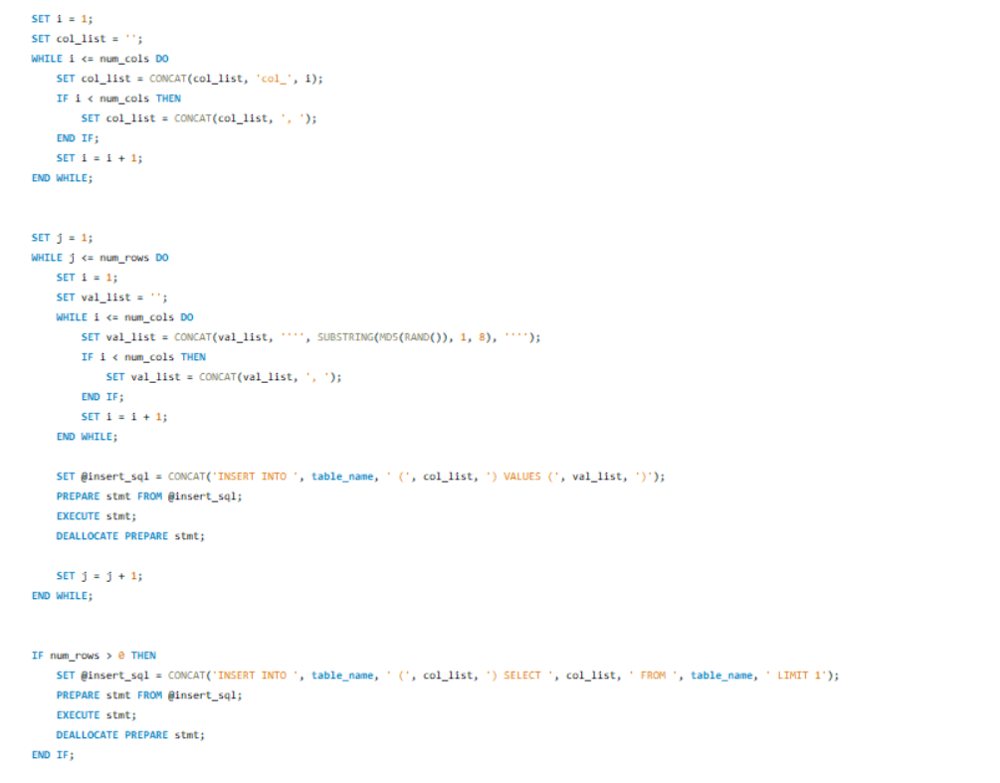 SET i = 1;
SET col_list = '';
WHILE i <= num_cols DO
    SET col_list = CONCAT(col_list, 'col_', i);
    IF i < num_cols THEN
        SET col_list = CONCAT(col_list, ', ');
    END IF;
    SET i = i + 1;
END WHILE;
SET j = 1;
WHILE j <= num_rows DO
    SET i = 1;
    SET val_list = '';
    WHILE i <= num_cols DO
        SET val_list = CONCAT(val_list, '''', SUBSTRING(MD5(RAND()), 1, 8), '''');
        IF i < num_cols THEN
            SET val_list = CONCAT(val_list, ', ');
        END IF;
        SET i = i + 1;
    END WHILE;
    SET @insert_sql = CONCAT('INSERT INTO ', table_name, ' (', col_list, ') VALUES (', val_list, ')');
    PREPARE stmt FROM @insert_sql;
    EXECUTE stmt;
    DEALLOCATE PREPARE stmt;
    SET j = j + 1;
END WHILE;
IF num_rows > 0 THEN
    SET @insert_sql = CONCAT('INSERT INTO ', table_name, ' (', col_list, ') SELECT ', col_list, ' FROM ', table_name, ' LIMIT 1');
    PREPARE stmt FROM @insert_sql;
    EXECUTE stmt;
    DEALLOCATE PREPARE stmt;
END IF;